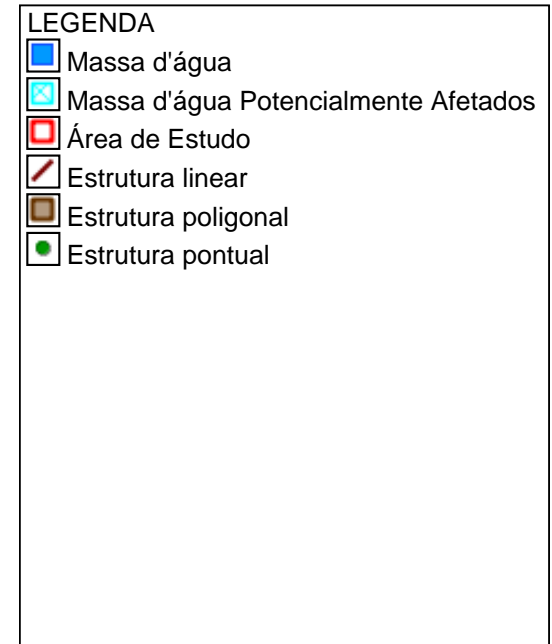 LEGENDA
Massa d'água
Massa d'água Potencialmente Afetados
Área de Estudo
Estrutura linear
Estrutura poligonal
Estrutura pontual